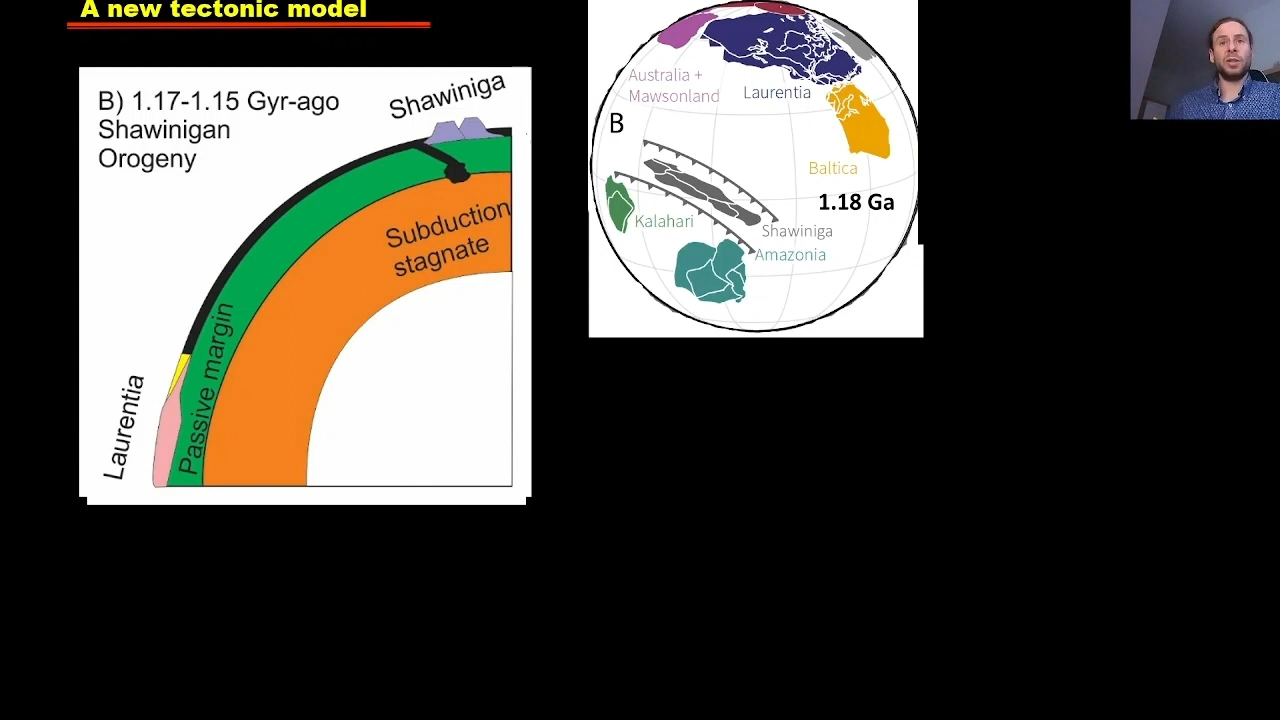 A new tectonic model
B) 1.17-1.15 Gyr-ago
Shawinigan
Orogeny
Shawiniga
Subduction
stagnate
Passive margin
Laurentia
Australia +
Mawsonland
Laurentia
B
Baltica
1.18 Ga
Kalahari
Shawiniga
Amazonia